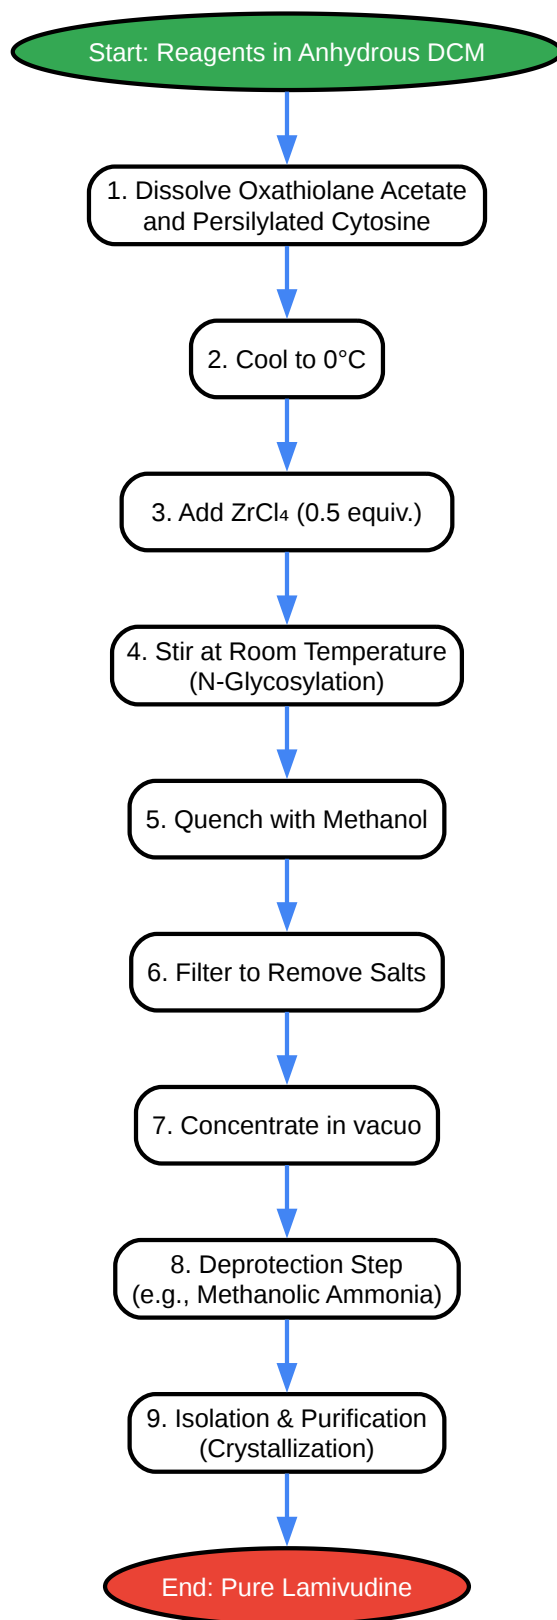 Start: Reagents in Anhydrous DCM
1. Dissolve Oxathiolane Acetate
and Persilylated Cytosine
2. Cool to 0°C
3. Add ZrCl₄ (0.5 equiv.)
4. Stir at Room Temperature
(N-Glycosylation)
5. Quench with Methanol
6. Filter to Remove Salts
7. Concentrate in vacuo
8. Deprotection Step
(e.g., Methanolic Ammonia)
9. Isolation & Purification
(Crystallization)
End: Pure Lamivudine